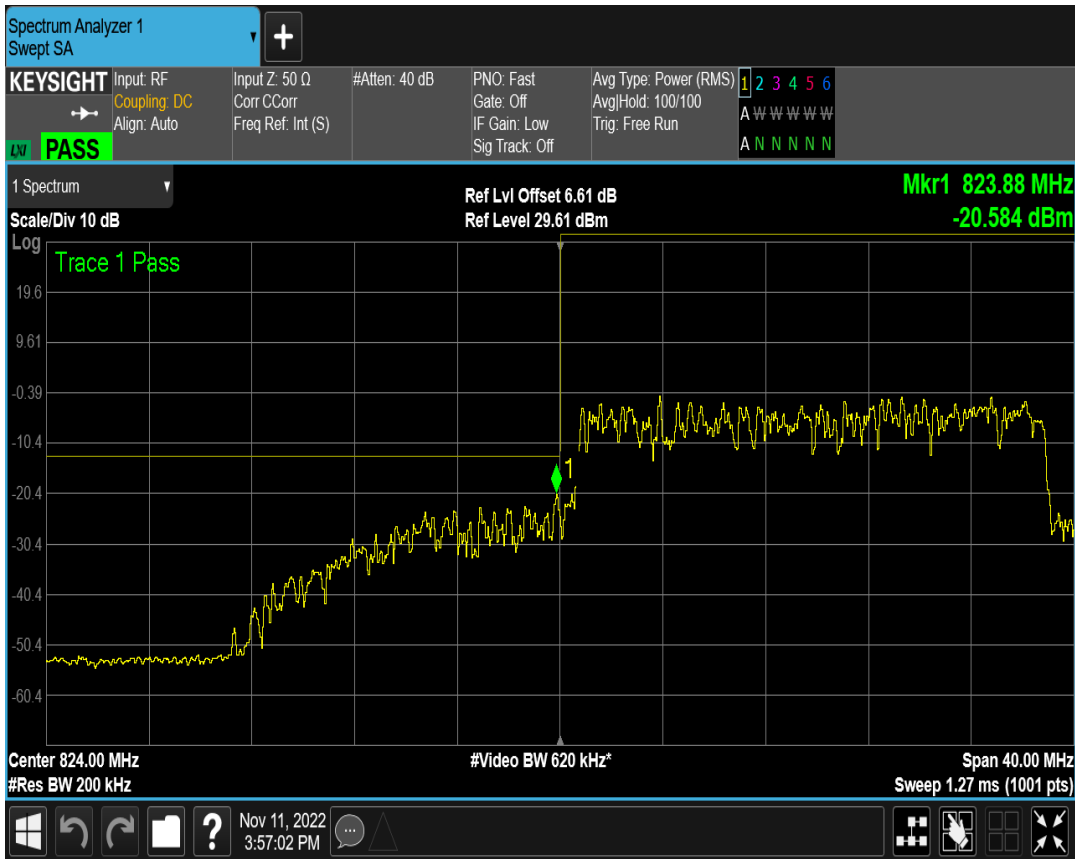 Spectrum Analyzer 1
Swept SA
KEYSIGHT
LXI PASS
Input: RF
Coupling: DC
Align: Auto
Input Z: 50 Ω
Corr CCorr
Freq Ref: Int (S)
#Atten: 40 dB
PNO: Fast
Gate: Off
IF Gain: Low
Sig Track: Off
Avg Type: Power (RMS)
Avg|Hold: 100/100
Trig: Free Run
1 2 3 4 5 6
A W W W W W
A N N N N N
1 Spectrum
Scale/Div 10 dB
Ref Lvl Offset 6.61 dB
Ref Level 29.61 dBm
Mkr1 823.88 MHz
-20.584 dBm
Log
Trace 1 Pass
19.6
9.61
-0.39
-10.4
1
-20.4
-30.4
-40.4
-50.4
-60.4
Center 824.00 MHz
#Video BW 620 kHz*
Span 40.00 MHz
#Res BW 200 kHz
Sweep 1.27 ms (1001 pts)
?
Nov 11, 2022
3:57:02 PM